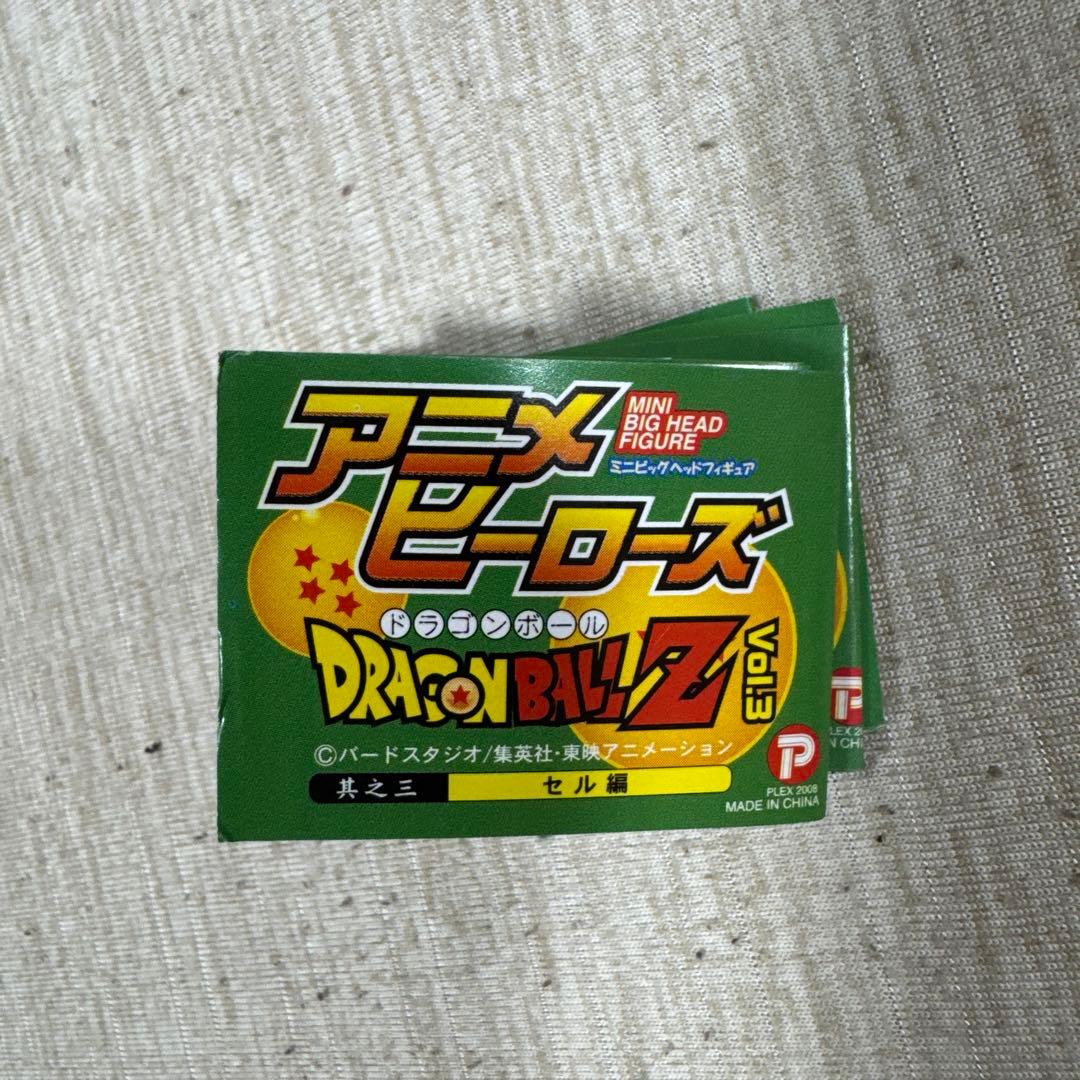 アニメ
ヒーローズ
MINI
BIG HEAD
FIGURE
ミニビッグヘッドフィギュア
ドラゴンボール
DRAGON BALL Z
Vol.3
©バードスタジオ/集英社・東映アニメーション
其之三 セル編
P
PLEX 2008
MADE IN CHINA